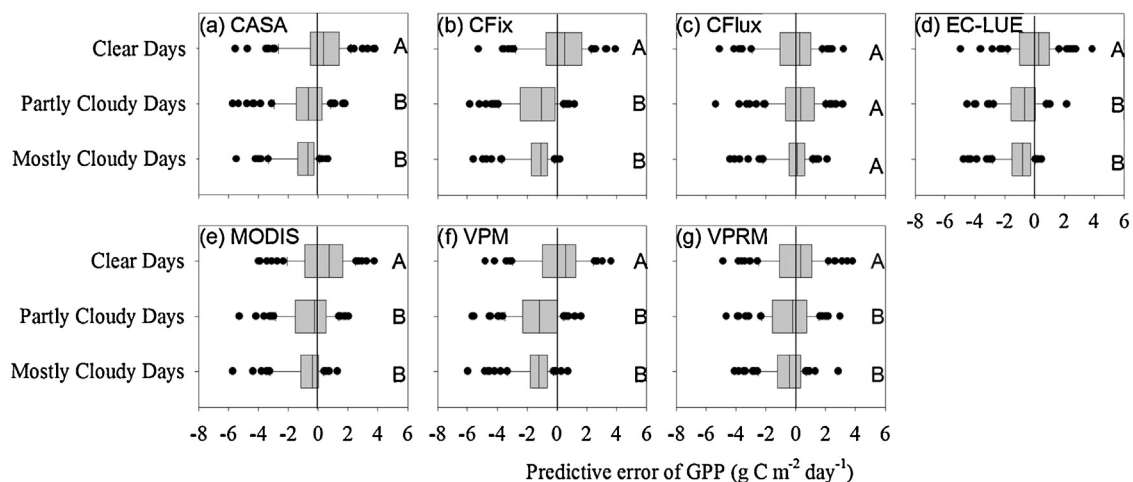 (a) CASA
(b) CFix
(c) CFlux
(d) EC-LUE
Clear Days
A
A
A
A
Partly Cloudy Days
B
B
A
B
Mostly Cloudy Days
B
B
A
B
-8 -6 -4 -2 0 2 4 6
(e) MODIS
(f) VPM
(g) VPRM
Clear Days
A
A
A
Partly Cloudy Days
B
B
B
Mostly Cloudy Days
B
B
B
-8 -6 -4 -2 0 2 4 6
-8 -6 -4 -2 0 2 4 6
-8 -6 -4 -2 0 2 4 6
Predictive error of GPP (g C m⁻² day⁻¹)